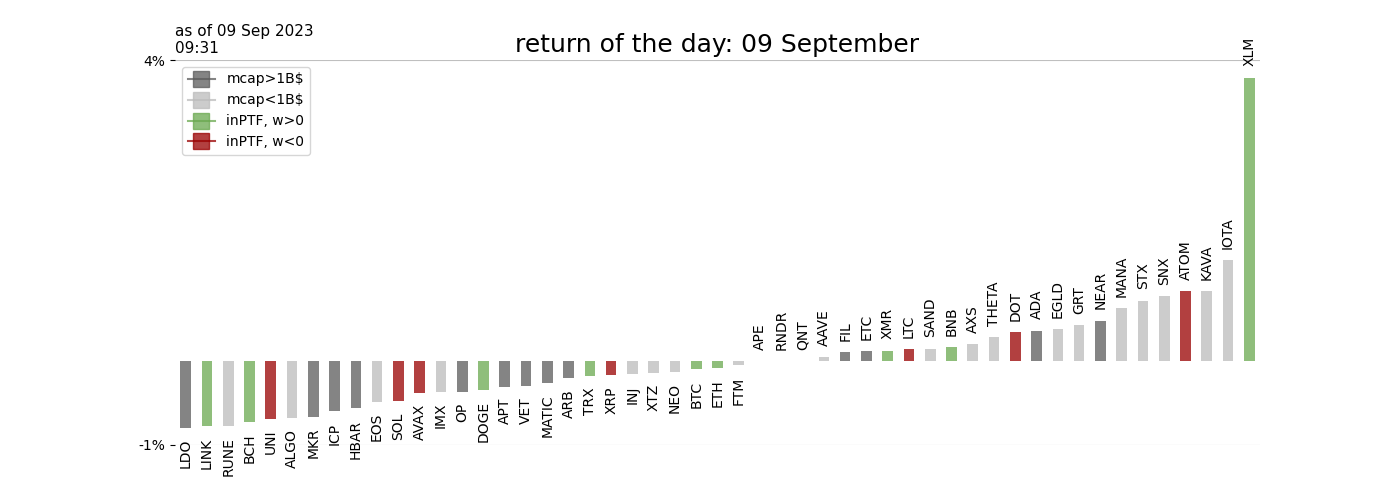 as of 09 Sep 2023
09:31
return of the day: 09 September
4%
mcap>1B$
mcap<1B$
inPTF, w>0
inPTF, w<0
-1%
LDO
LINK
RUNE
BCH
UNI
ALGO
MKR
ICP
HBAR
EOS
SOL
AVAX
IMX
OP
DOGE
APT
VET
MATIC
ARB
TRX
XRP
INJ
XTZ
NEO
BTC
ETH
FTM
APE
RNDR
QNT
AAVE
FIL
ETC
XMR
LTC
SAND
BNB
AXS
THETA
DOT
ADA
EGLD
GRT
NEAR
MANA
STX
SNX
ATOM
KAVA
IOTA
XLM